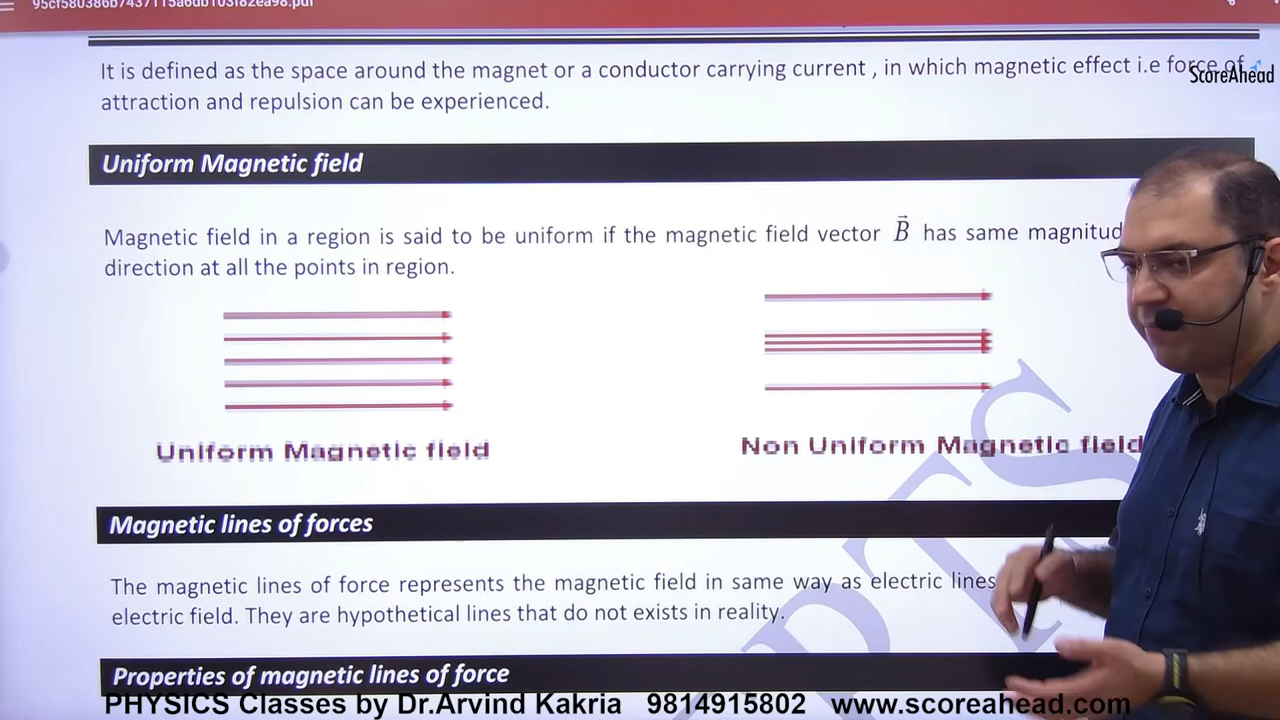 95cf580386b7437115a6db103f82ea98.pdf
It is defined as the space around the magnet or a conductor carrying current , in which magnetic effect i.e force of
ScoreAhead
attraction and repulsion can be experienced.
Uniform Magnetic field
Magnetic field in a region is said to be uniform if the magnetic field vector B⃗ has same magnitud
direction at all the points in region.
Uniform Magnetic field
Non Uniform Magnetic field
Magnetic lines of forces
The magnetic lines of force represents the magnetic field in same way as electric lines
electric field. They are hypothetical lines that do not exists in reality.
PTS
Properties of magnetic lines of force
PHYSICS Classes by Dr.Arvind Kakria 9814915802 www.scoreahead.com